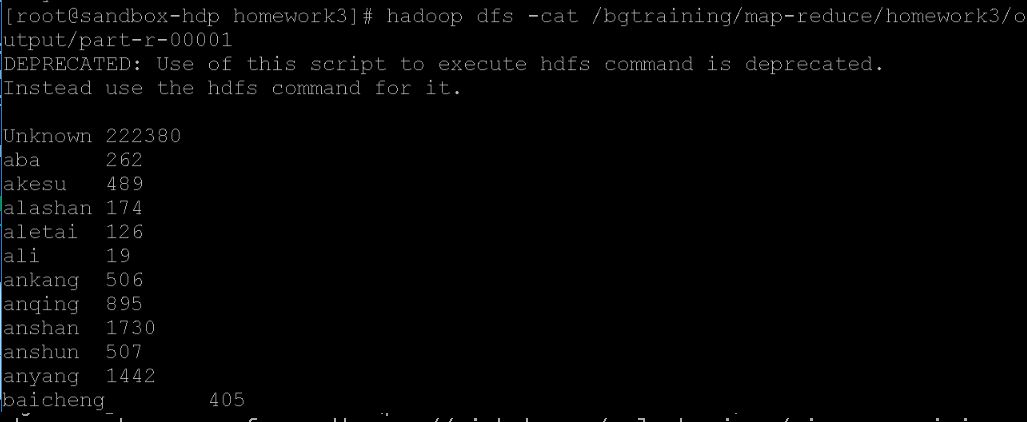 [root@sandbox-hdp homework3]# hadoop dfs -cat /bgtraining/map-reduce/homework3/o
utput/part-r-00001
DEPRECATED: Use of this script to execute hdfs command is deprecated.
Instead use the hdfs command for it.
Unknown 222380
aba 262
akesu 489
alashan 174
aletai 126
ali 19
ankang 506
anqing 895
anshan 1730
anshun 507
anyang 1442
baicheng 405